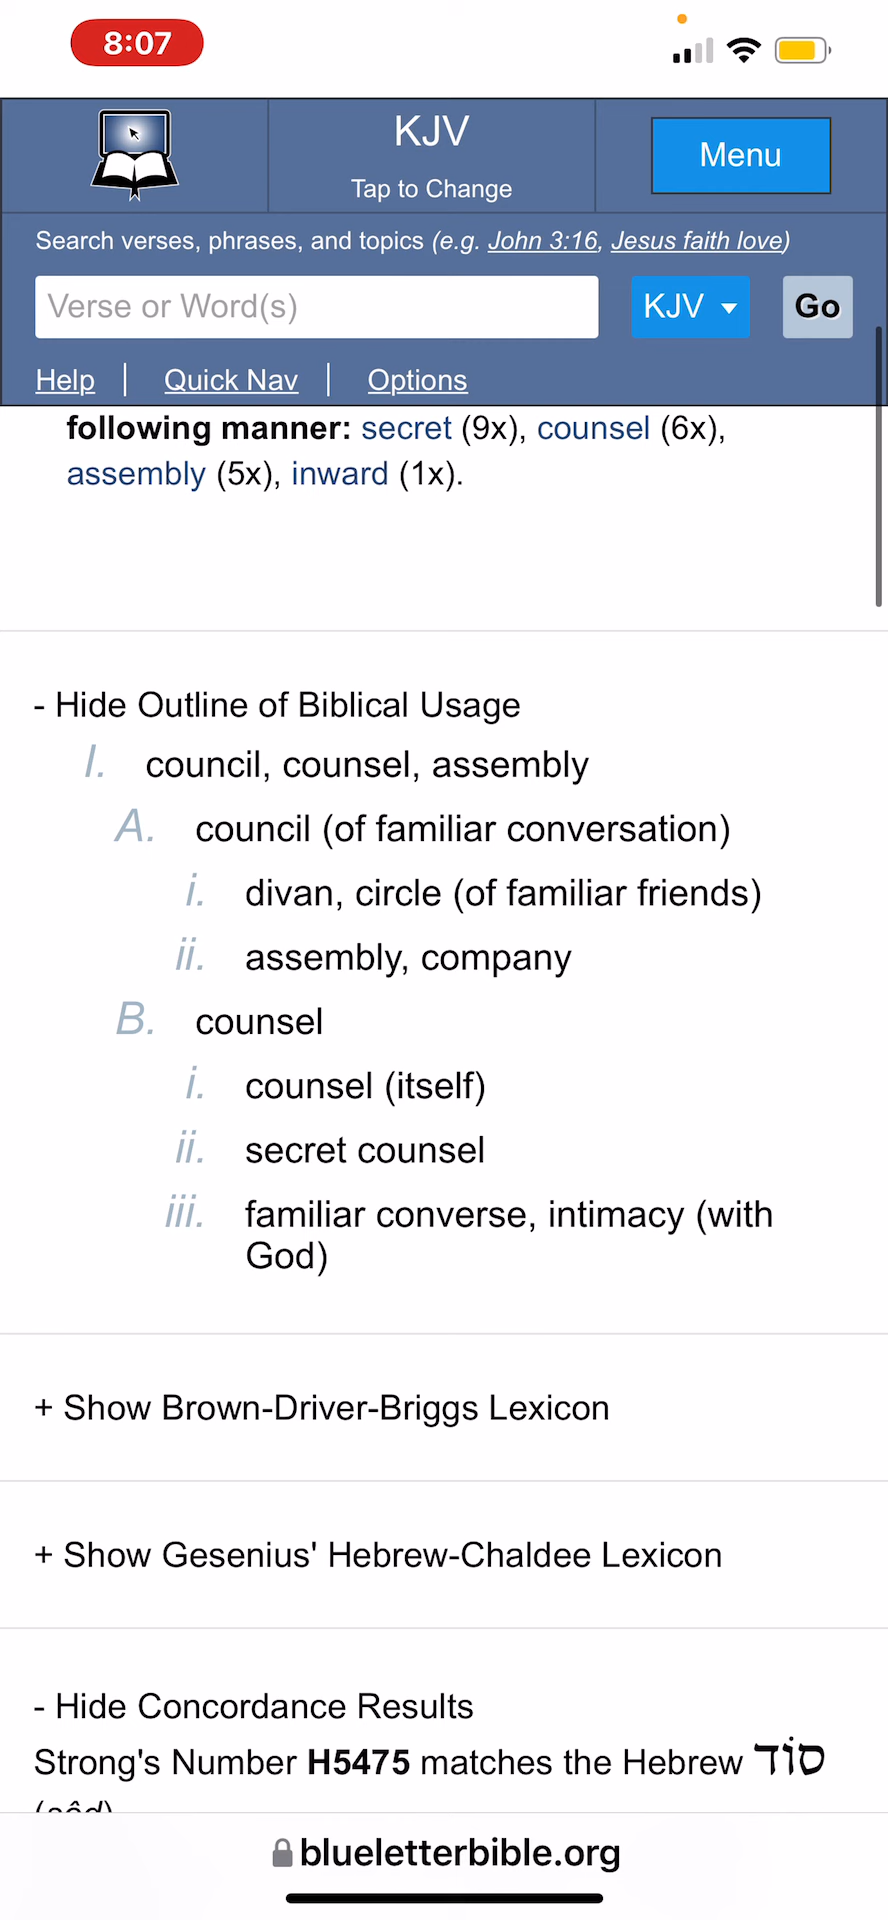 8:07
KJV
Tap to Change
Menu
Search verses, phrases, and topics (e.g. John 3:16, Jesus faith love)
Verse or Word(s)
KJV
Go
Help | Quick Nav | Options
following manner: secret (9x), counsel (6x),
assembly (5x), inward (1x).
- Hide Outline of Biblical Usage
I. council, counsel, assembly
A. council (of familiar conversation)
i. divan, circle (of familiar friends)
ii. assembly, company
B. counsel
i. counsel (itself)
ii. secret counsel
iii. familiar converse, intimacy (with
God)
+ Show Brown-Driver-Briggs Lexicon
+ Show Gesenius' Hebrew-Chaldee Lexicon
- Hide Concordance Results
Strong's Number H5475 matches the Hebrew סוֹד
blueletterbible.org